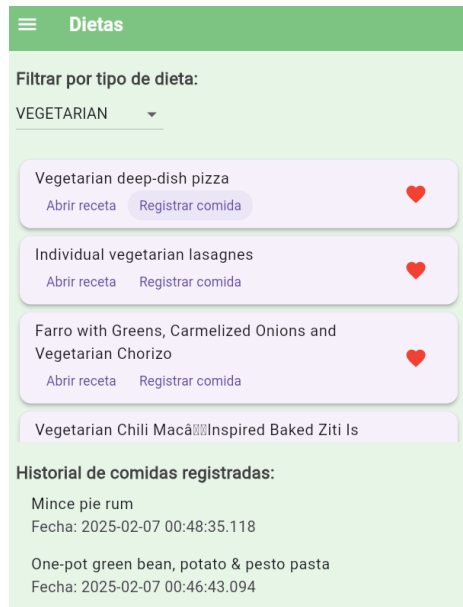 Dietas
Filtrar por tipo de dieta:
VEGETARIAN
Vegetarian deep-dish pizza
Abrir receta Registrar comida
Individual vegetarian lasagnes
Abrir receta Registrar comida
Farro with Greens, Carmelized Onions and
Vegetarian Chorizo
Abrir receta Registrar comida
Vegetarian Chili Macâ␀␀Inspired Baked Ziti Is
Historial de comidas registradas:
Mince pie rum
Fecha: 2025-02-07 00:48:35.118
One-pot green bean, potato & pesto pasta
Fecha: 2025-02-07 00:46:43.094